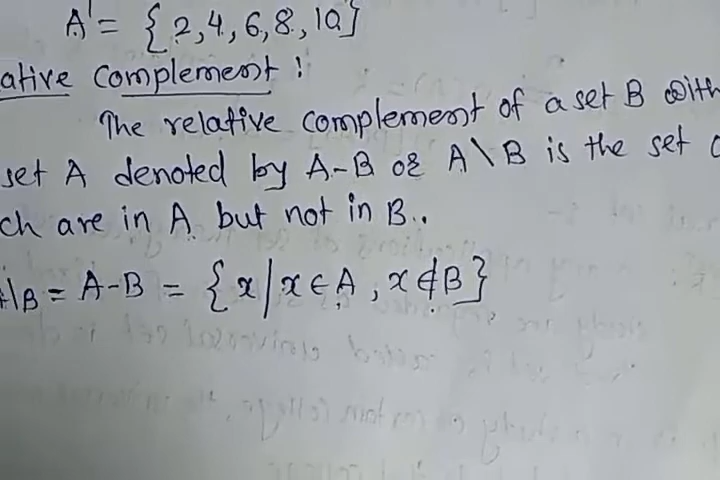 A' = {2,4,6,8,10}
ative complement :
The relative complement of a set B with
set A denoted by A-B or A\B is the set o
ch are in A but not in B..
A\B = A-B = {x/x∈A, x∉B}